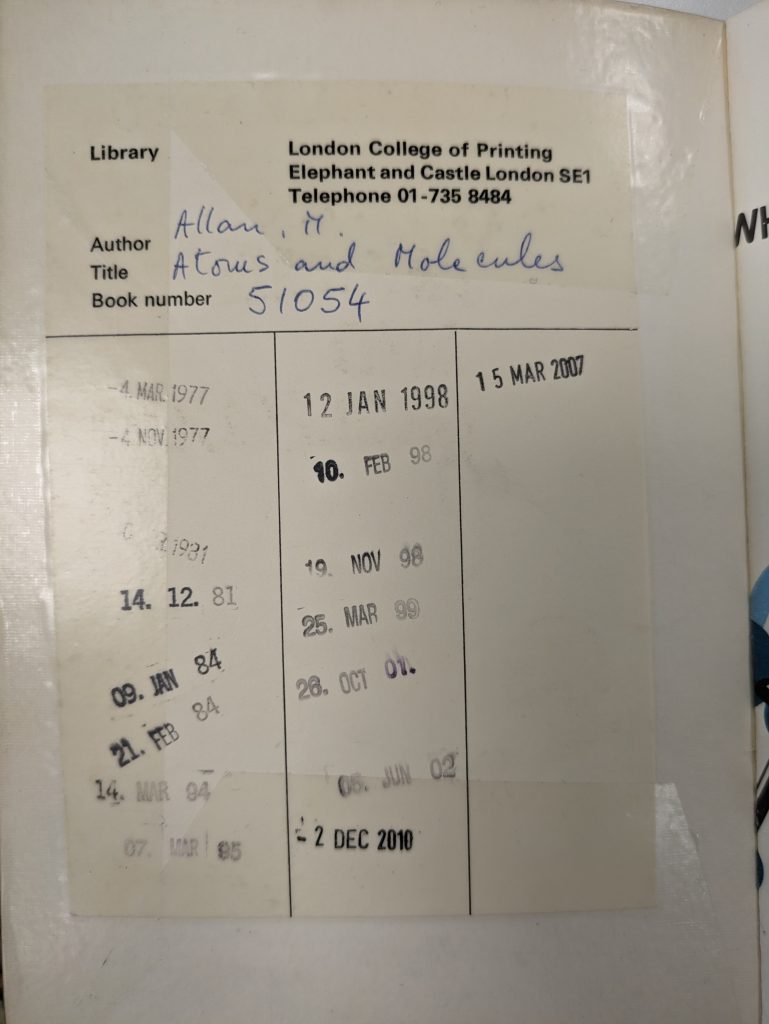 Library
London College of Printing
Elephant and Castle London SE1
Telephone 01-735 8484
Author Allan, M.
Title Atoms and Molecules
Book number 51054
-4 MAR 1977
-4 NOV 1977
1981
14. 12. 81
09. JAN 84
21. FEB 84
14. MAR 94
07. MAR 95
12 JAN 1998
10. FEB 98
19. NOV 98
25. MAR 99
26. OCT 01.
06. JUN 02
-2 DEC 2010
15 MAR 2007
WH